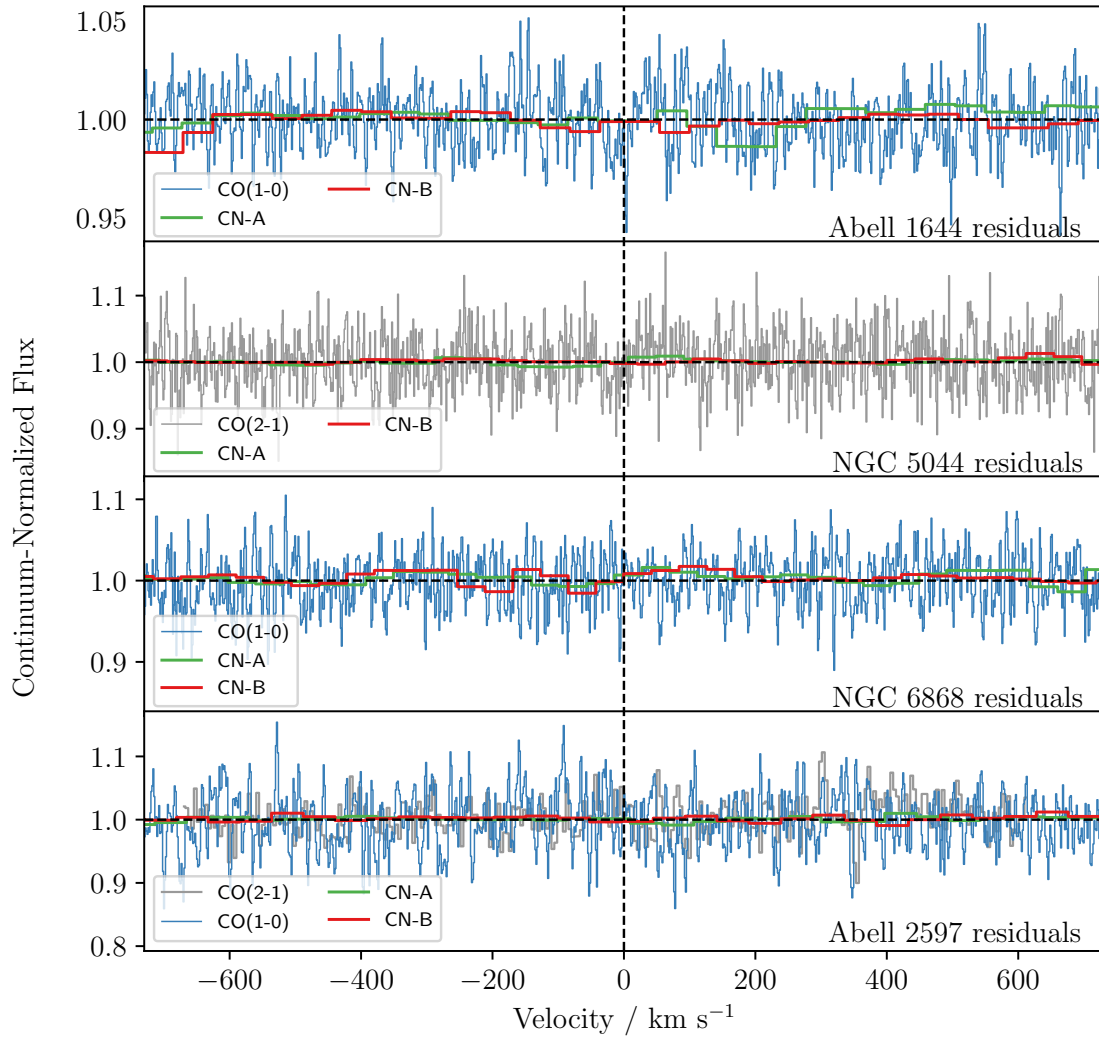 Continuum-Normalized Flux
1.05
1.00
0.95
CO(1-0) CN-B
CN-A
Abell 1644 residuals
1.1
1.0
0.9
CO(2-1) CN-B
CN-A
NGC 5044 residuals
1.1
1.0
0.9
CO(1-0)
CN-A
CN-B
NGC 6868 residuals
1.1
1.0
0.9
0.8
CO(2-1) CN-A
CO(1-0) CN-B
Abell 2597 residuals
−600 −400 −200 0 200 400 600
Velocity / km s⁻¹